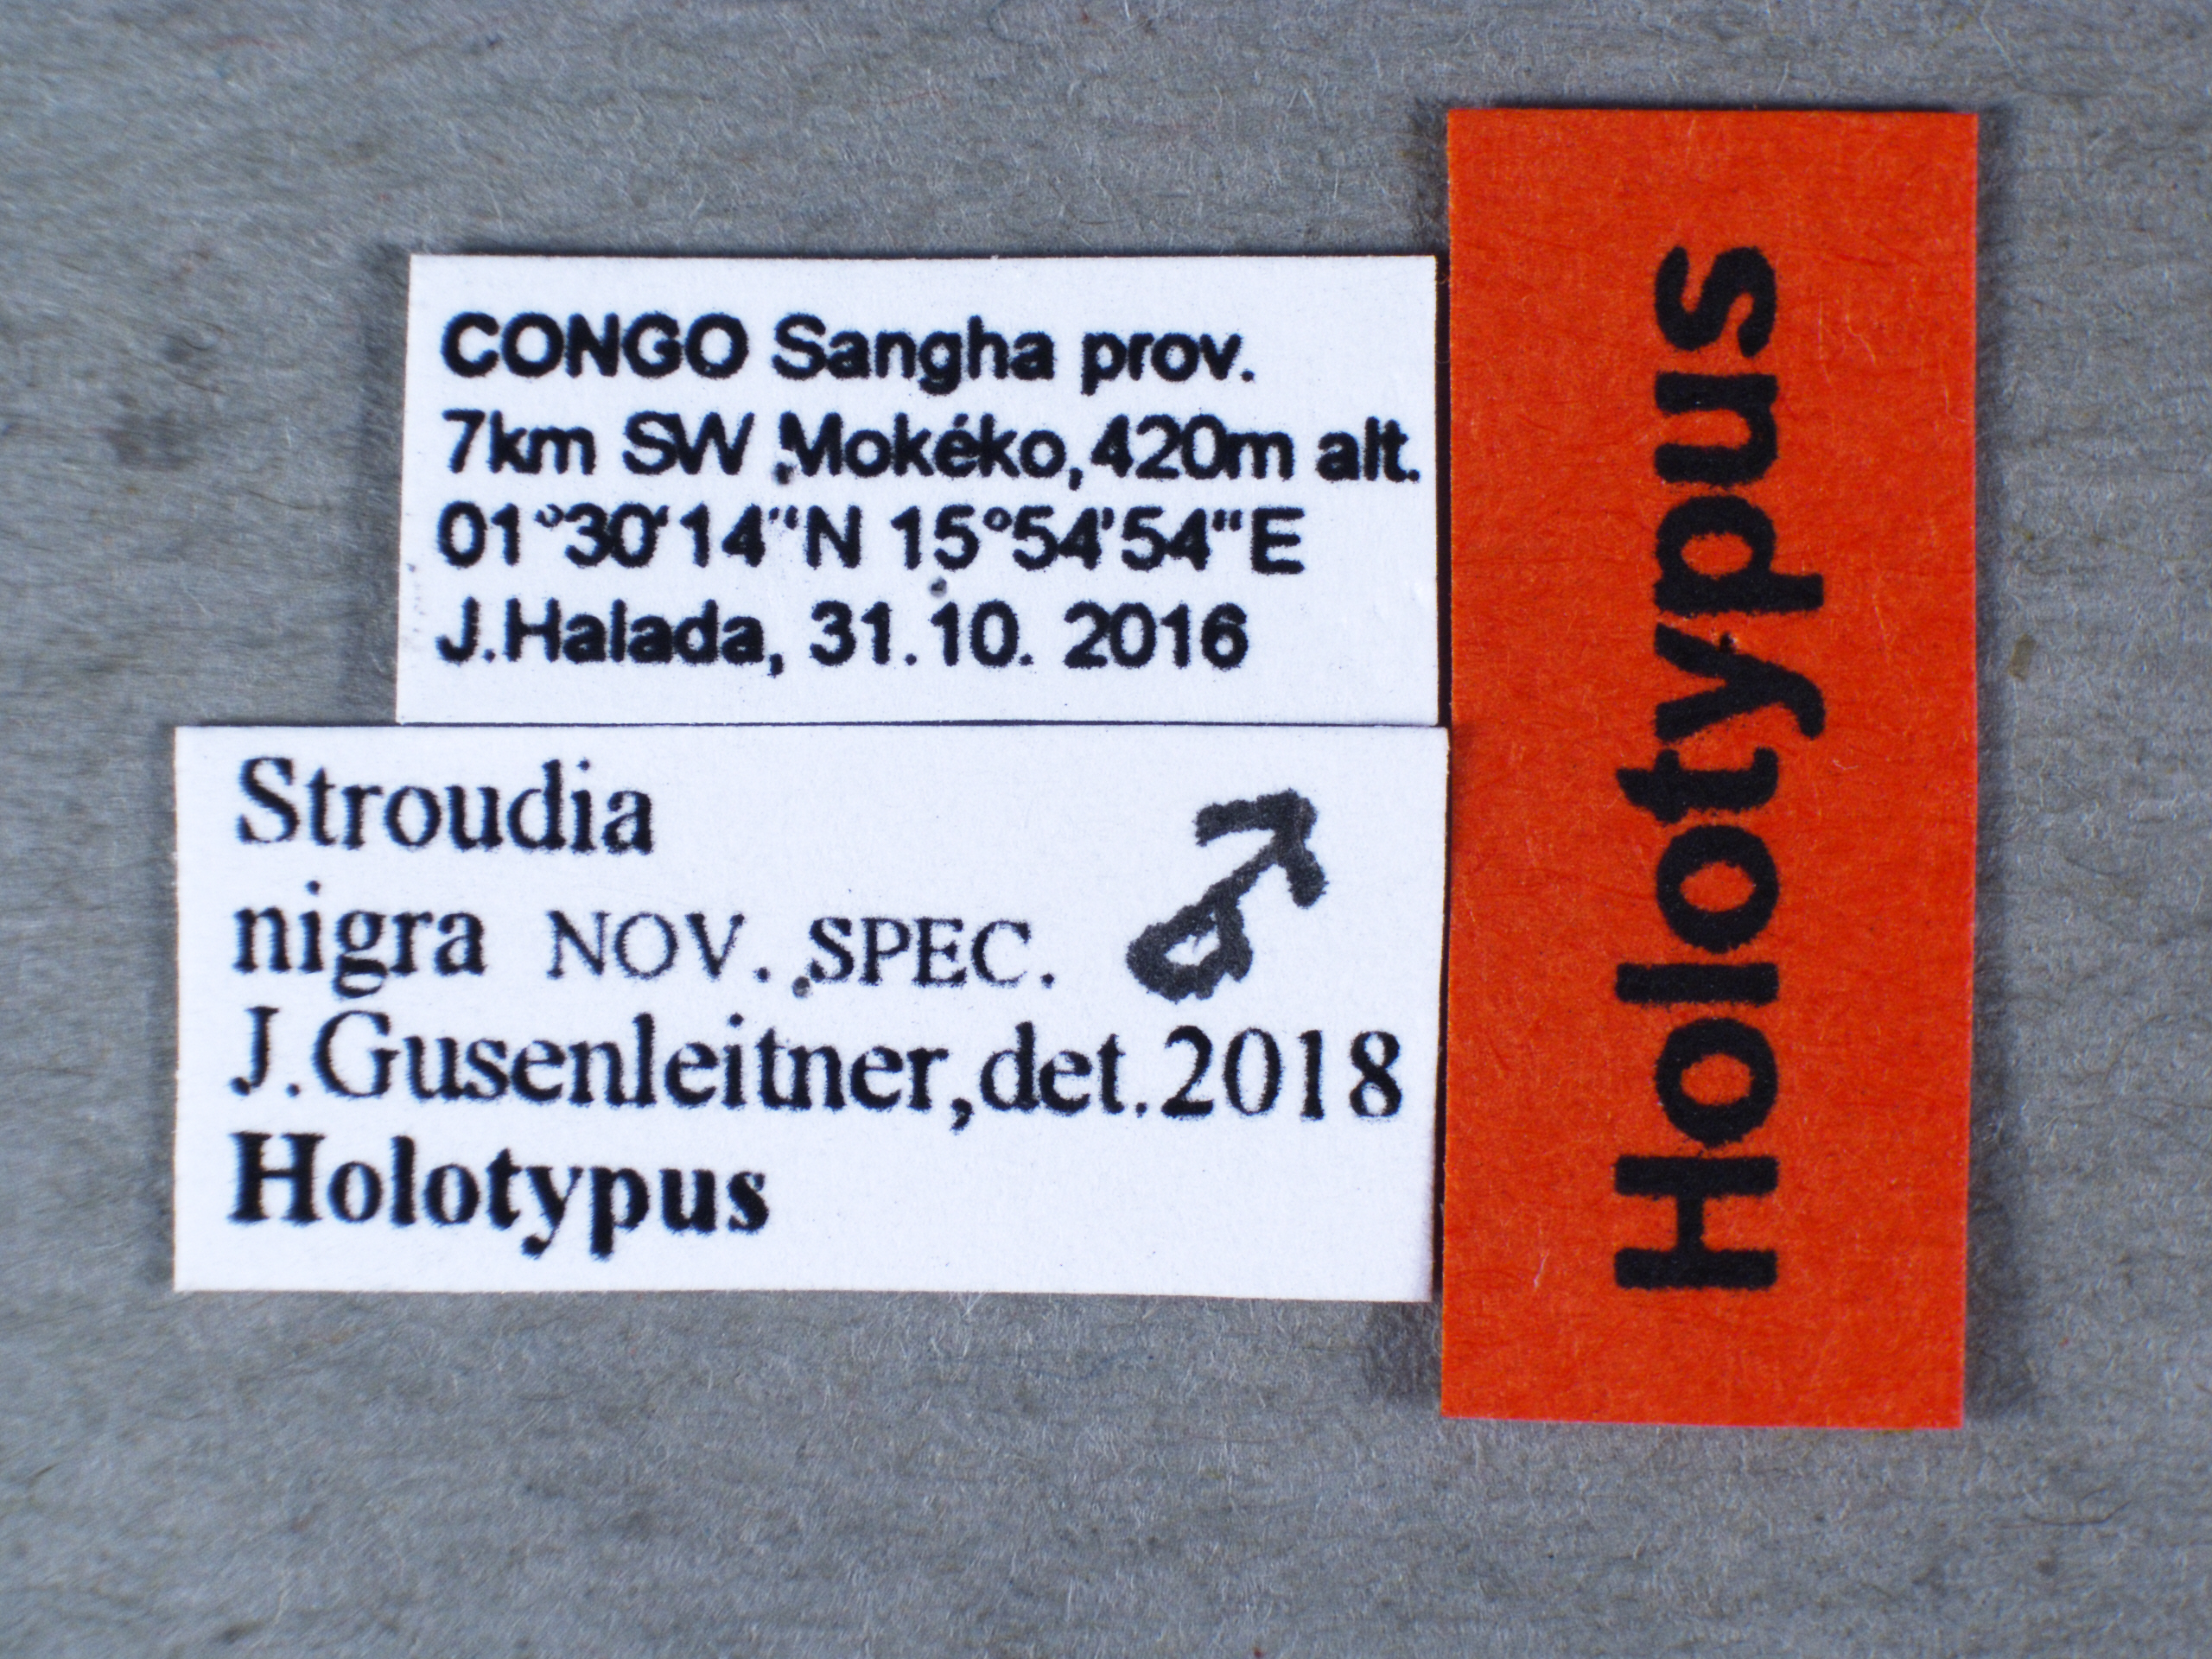 CONGO Sangha prov.
7km SW Mokéko,420m alt.
01°30'14"N 15°54'54"E
J.Halada, 31.10. 2016
Stroudia
nigra NOV. SPEC. ♂
J.Gusenleitner,det.2018
Holotypus
Holotypus